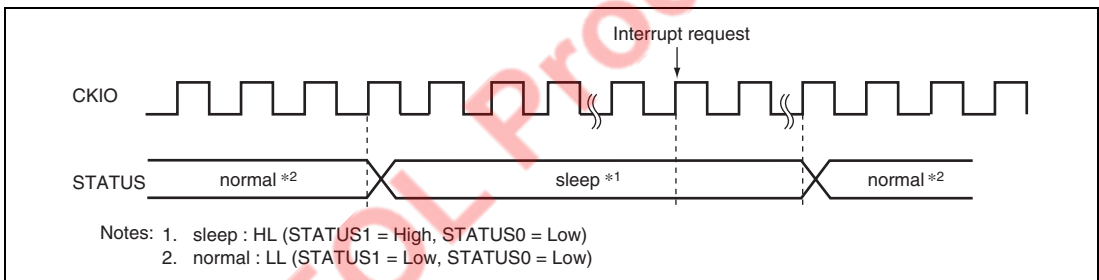 Interrupt request
CKIO
STATUS
normal *2
sleep *1
normal *2
Notes: 1. sleep : HL (STATUS1 = High, STATUS0 = Low)
2. normal : LL (STATUS1 = Low, STATUS0 = Low)